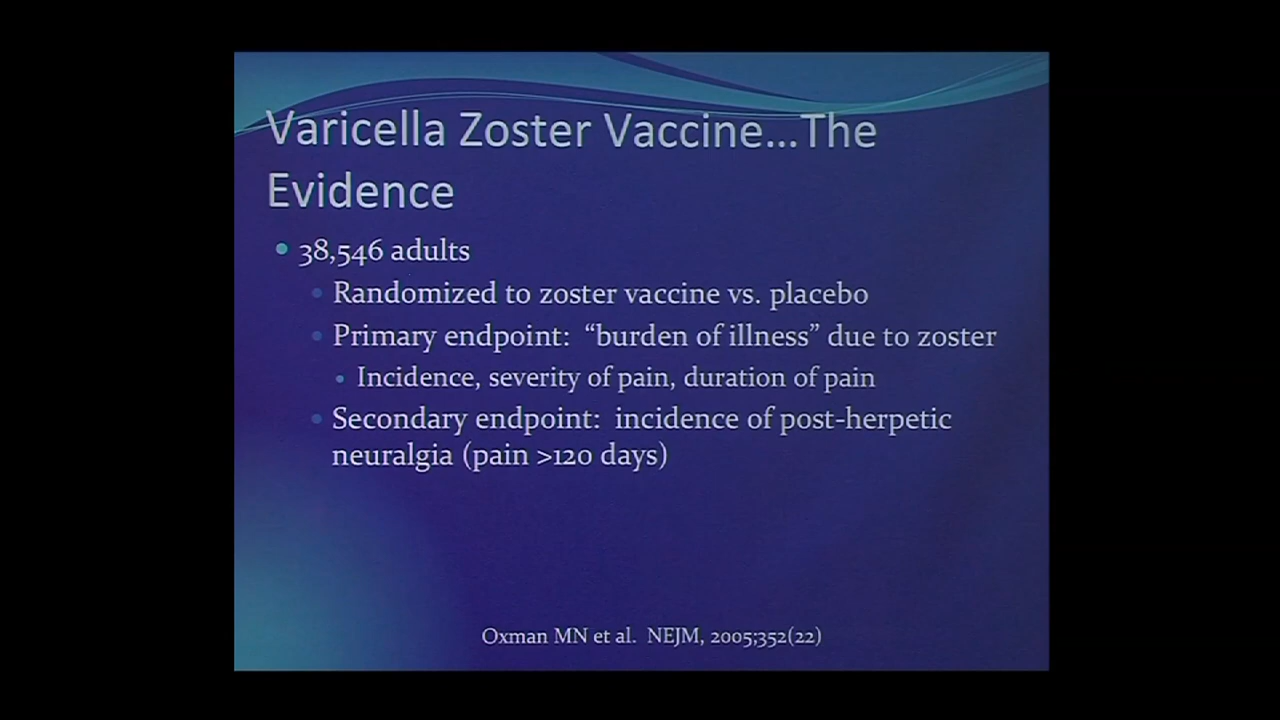 Varicella Zoster Vaccine…The
Evidence
• 38,546 adults
• Randomized to zoster vaccine vs. placebo
• Primary endpoint:  “burden of illness” due to zoster
• Incidence, severity of pain, duration of pain
• Secondary endpoint:  incidence of post-herpetic
neuralgia (pain >120 days)
Oxman MN et al.  NEJM, 2005;352(22)